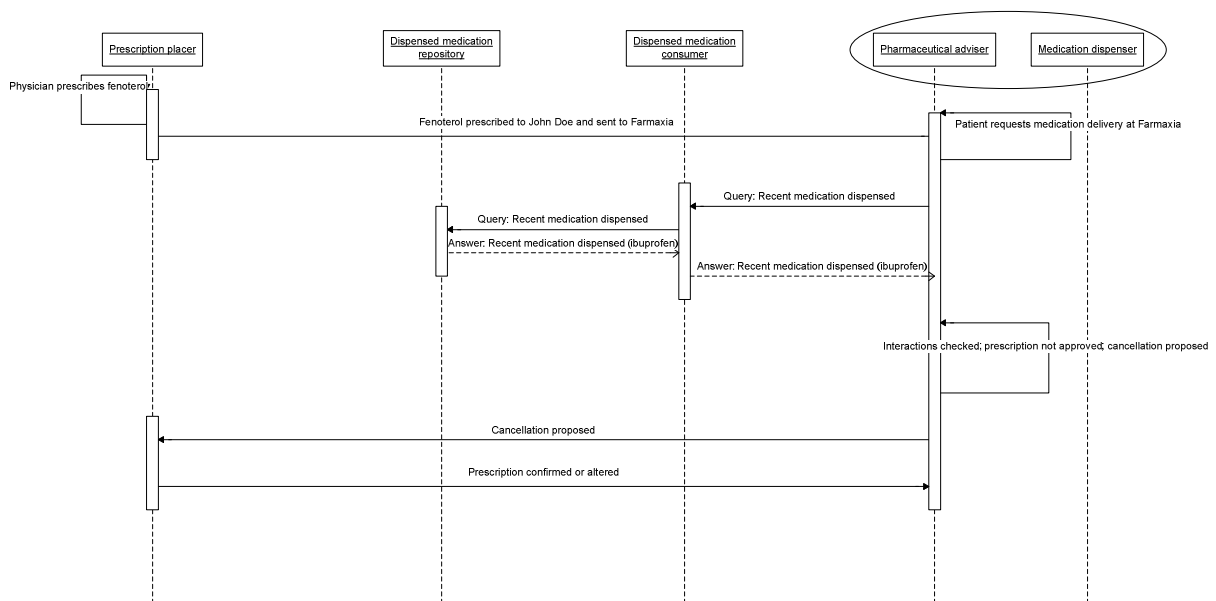 Prescription placer
Dispensed medication
repository
Dispensed medication
consumer
Pharmaceutical adviser
Medication dispenser
Physician prescribes fenoterol
Fenoterol prescribed to John Doe and sent to Farmaxia
Patient requests medication delivery at Farmaxia
Query: Recent medication dispensed
Query: Recent medication dispensed
Answer: Recent medication dispensed (ibuprofen)
Answer: Recent medication dispensed (ibuprofen)
Interactions checked; prescription not approved; cancellation proposed
Cancellation proposed
Prescription confirmed or altered